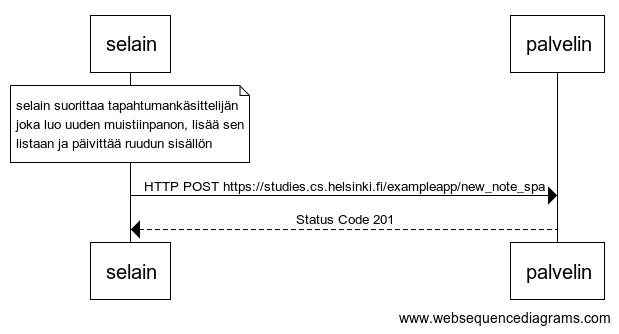 selain
palvelin
selain suorittaa tapahtumankäsittelijän
joka luo uuden muistiinpanon, lisää sen
listaan ja päivittää ruudun sisällön
HTTP POST https://studies.cs.helsinki.fi/exampleapp/new_note_spa
Status Code 201
selain
palvelin
www.websequencediagrams.com